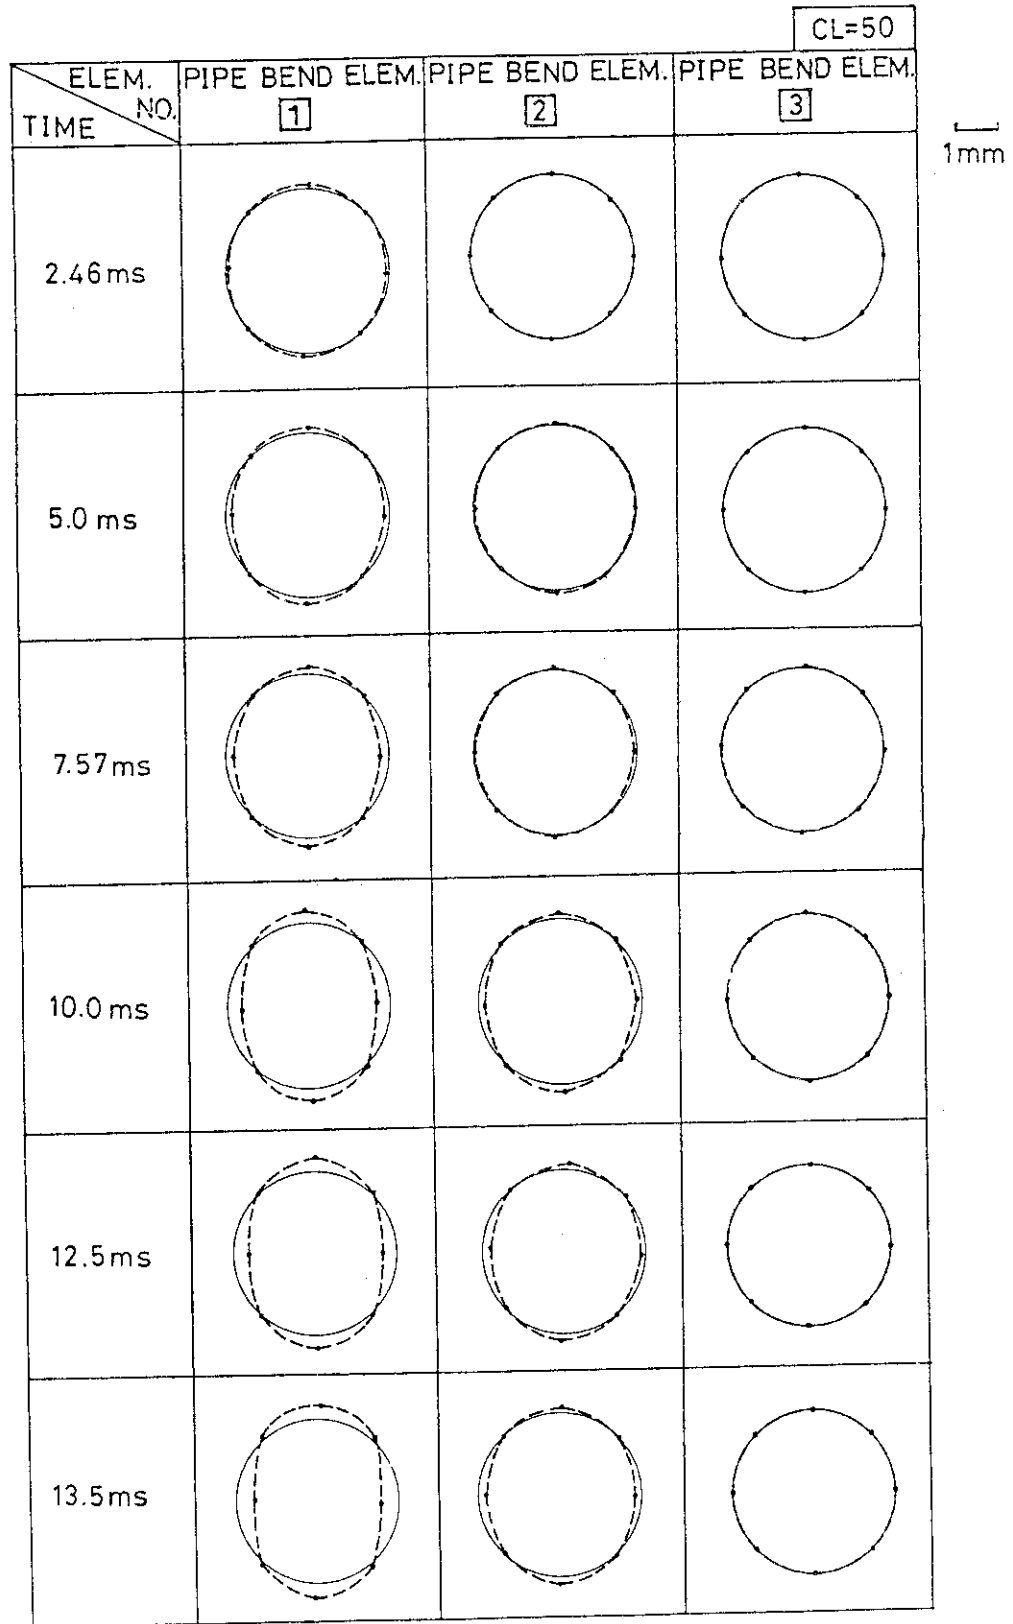 CL=50
ELEM. NO.
TIME
PIPE BEND ELEM. 1
PIPE BEND ELEM. 2
PIPE BEND ELEM. 3
1mm
2.46ms
5.0 ms
7.57ms
10.0 ms
12.5ms
13.5ms